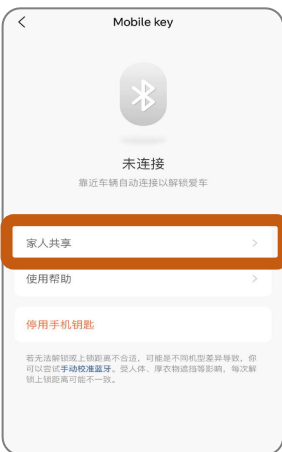 Mobile key
未连接
靠近车辆自动连接以解锁爱车
家人共享
使用帮助
停用手机钥匙
若无法解锁或上锁距离不合适，可能是不同机型差异导致，你
可以尝试手动校准蓝牙。受人体、厚衣物遮挡等影响，每次解
锁上锁距离可能不一致。